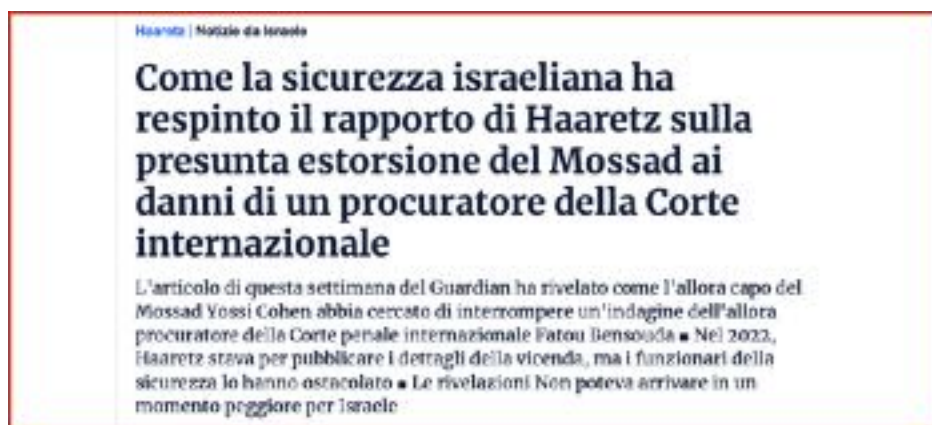 Haaretz | Notizie da Israele
Come la sicurezza israeliana ha
respinto il rapporto di Haaretz sulla
presunta estorsione del Mossad ai
danni di un procuratore della Corte
internazionale
L'articolo di questa settimana del Guardian ha rivelato come l'allora capo del
Mossad Yossi Cohen abbia cercato di interrompere un'indagine dell'allora
procuratore della Corte penale internazionale Fatou Bensouda ■ Nel 2022,
Haaretz stava per pubblicare i dettagli della vicenda, ma i funzionari della
sicurezza lo hanno ostacolato ■ Le rivelazioni Non poteva arrivare in un
momento peggiore per Israele